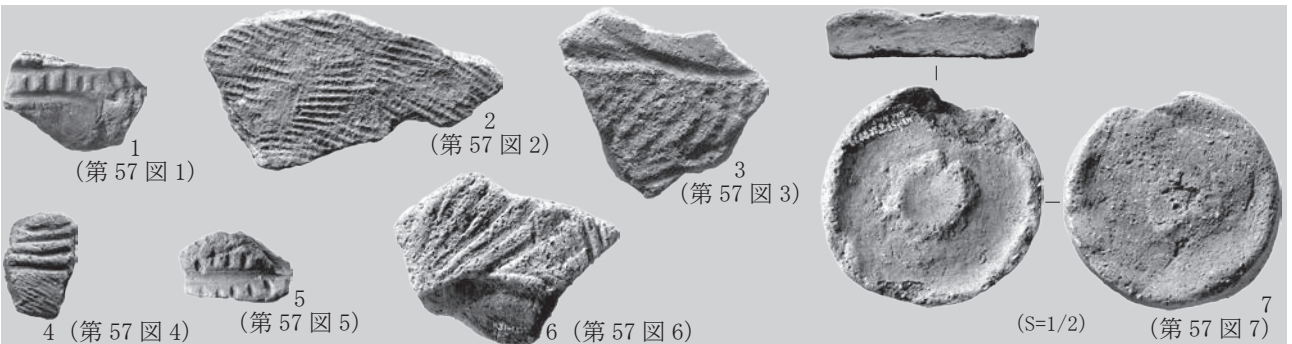 1
（第 57 図 1）
2
（第 57 図 2）
3
（第 57 図 3）
4（第 57 図 4）
5
（第 57 図 5）
6（第 57 図 6）
(S=1/2)
7
（第 57 図 7）